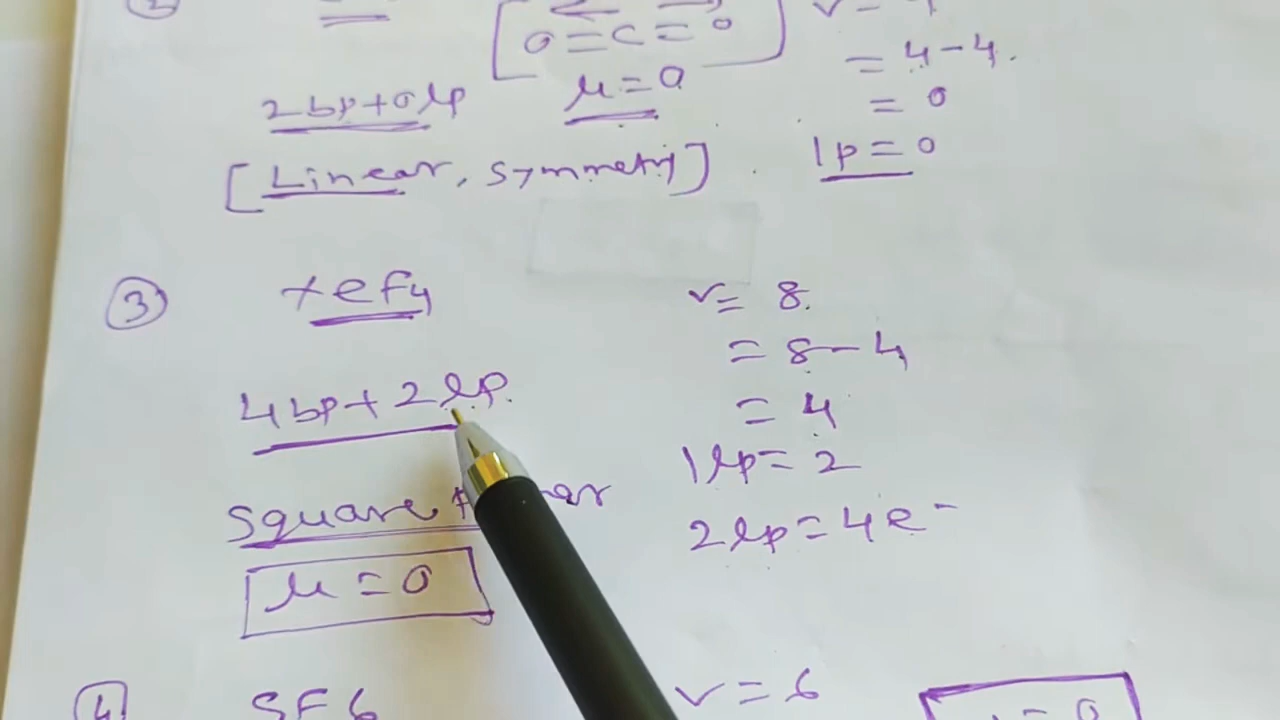 O=C=O
= 4-4.
2bp+0lp
μ=0
= 0
[Linear, Symmetry]
lp=0
③ XeF4
V= 8.
= 8-4
4bp+2lp.
= 4
1lp=2
Square
2lp=4e-
μ=0
④ SF6
V=6
= 0